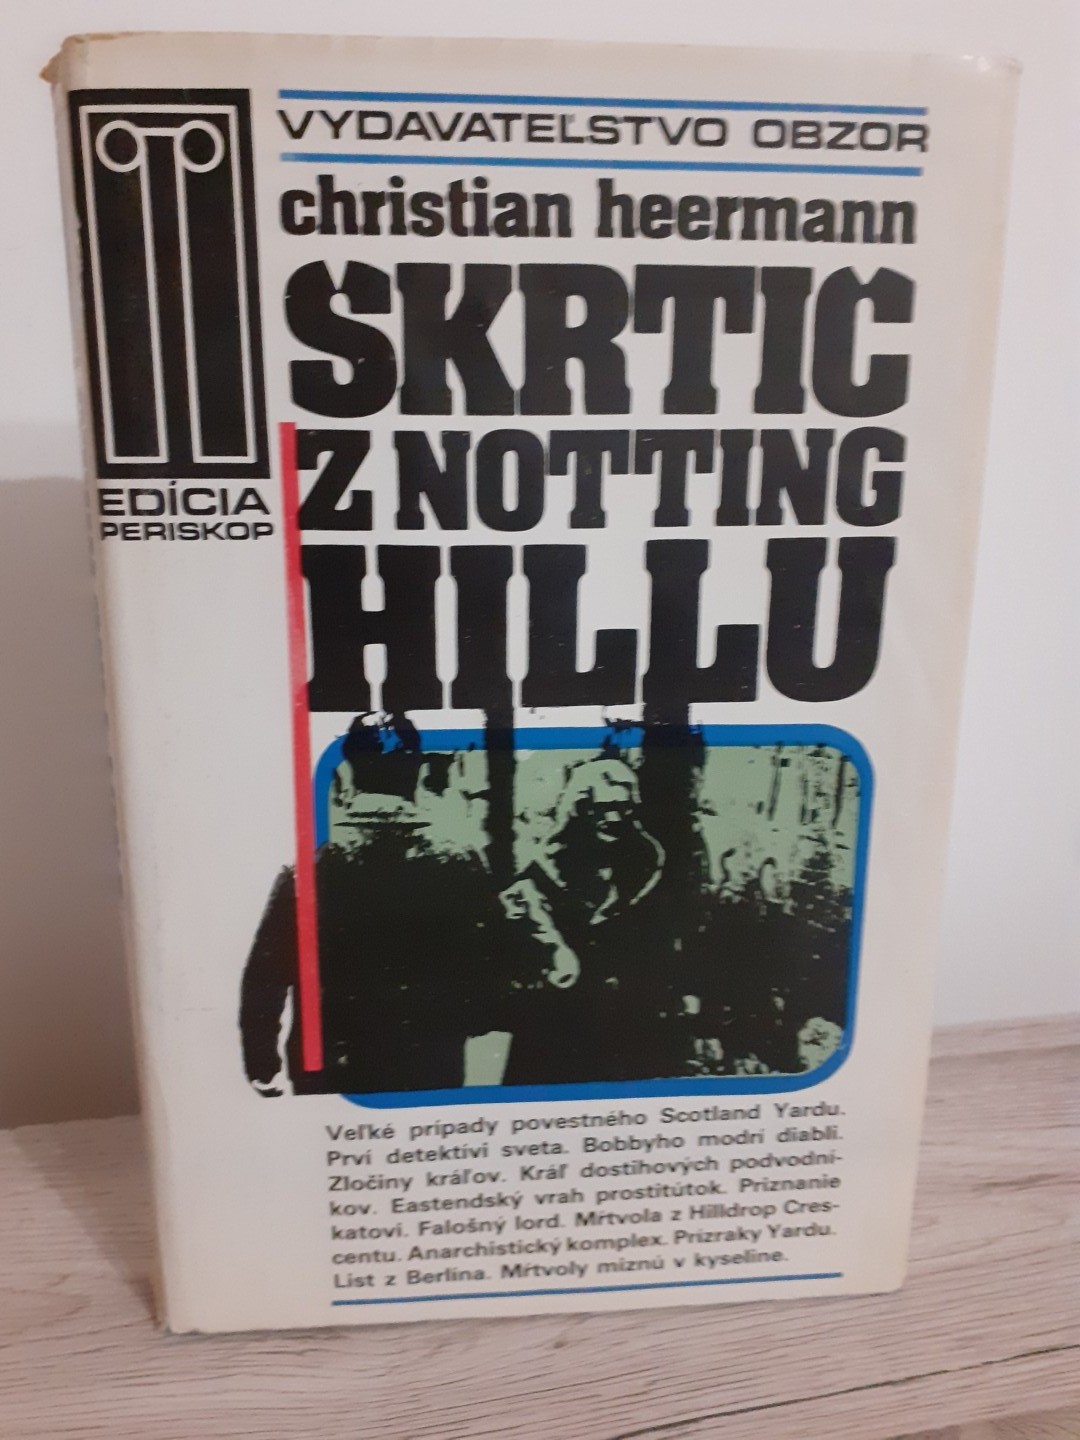 VYDAVATEĽSTVO OBZOR
christian heermann
ŠKRTIČ
Z NOTTING
HILLU
EDÍCIA
PERISKOP
Veľké prípady povestného Scotland Yardu.
Prví detektívi sveta. Bobbyho modrí diabli.
Zločiny kráľov. Kráľ dostihových podvodní-
kov. Eastendský vrah prostitútok. Priznanie
katovi. Falošný lord. Mŕtvola z Hilldrop Cres-
centu. Anarchistický komplex. Prízraky Yardu.
List z Berlína. Mŕtvoly miznú v kyseline.